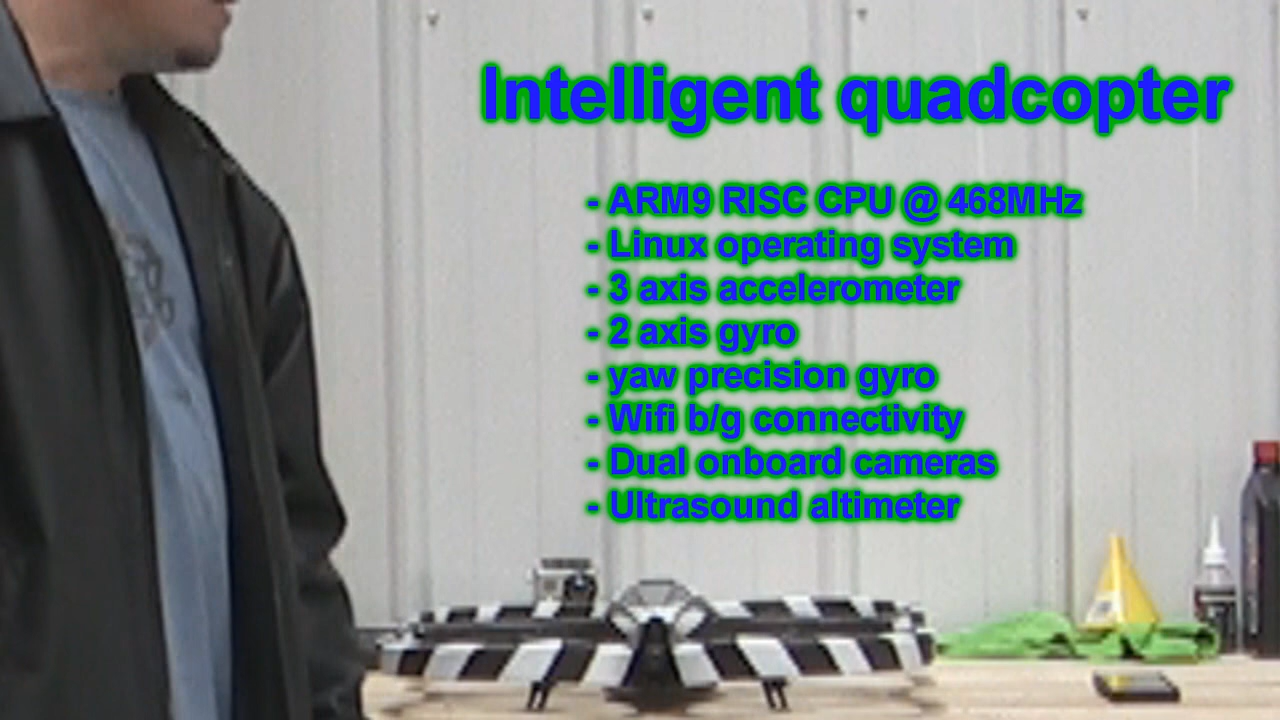 Intelligent quadcopter
- ARM9 RISC CPU @ 468MHz
- Linux operating system
- 3 axis accelerometer
- 2 axis gyro
- yaw precision gyro
- Wifi b/g connectivity
- Dual onboard cameras
- Ultrasound altimeter